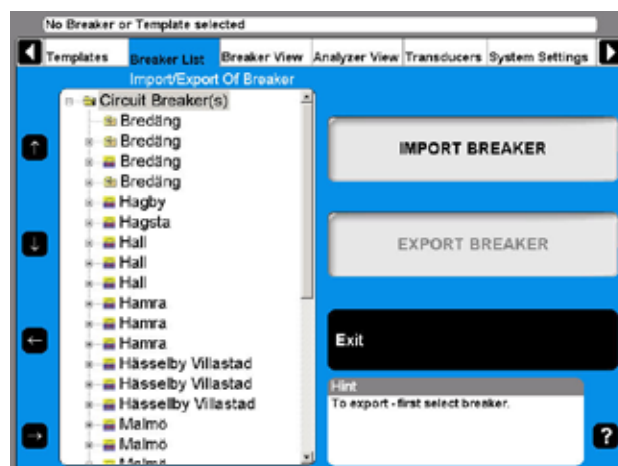 No Breaker or Template selected
Templates Breaker List Breaker View Analyzer View Transducers System Settings
Import/Export Of Breaker
Circuit Breaker(s)
Bredäng
Bredäng
Bredäng
Bredäng
Hagby
Hagsta
Hall
Hall
Hall
Hamra
Hamra
Hamra
Hässelby Villastad
Hässelby Villastad
Hässelby Villastad
Malmö
Malmö
Malmö
IMPORT BREAKER
EXPORT BREAKER
Exit
Hint
To export - first select breaker.
?